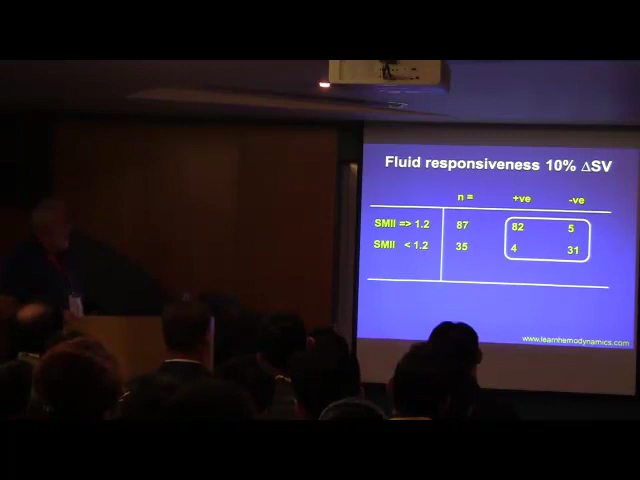 Fluid responsiveness 10% ∆SV
n = +ve -ve
SMII => 1.2 87 82 5
SMII < 1.2 35 4 31
www.learnhemodynamics.com